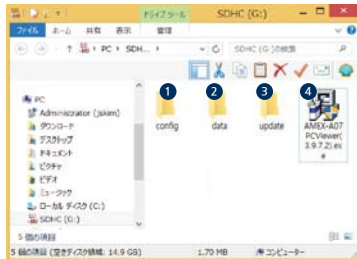 ドライブ ツール
SDHC (G:)
ファイル ホーム 共有 表示 管理
PC ▸ SDH...
SDHC (G:)の検索
PC
Administrator (jskim)
ダウンロード
デスクトップ
ドキュメント
ピクチャ
ビデオ
ミュージック
ローカル ディスク (C:)
SDHC (G:)
1 2 3 4
config data update AMEX-A07
PCViewer(
3.9.7.2).ex
e
5 個の項目
5 個の項目 (空きディスク領域: 14.9 GB) 1.70 MB コンピューター